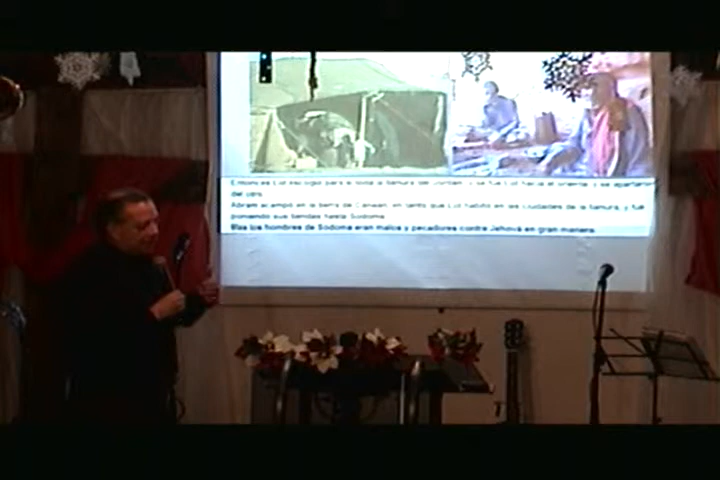 Entonces Lot escogió para sí toda la llanura del Jordán; y se fue Lot hacia el oriente, y se apartaron
del otro.
Abram acampó en la tierra de Canaán, en tanto que Lot habitó en las ciudades de la llanura, y fue
poniendo sus tiendas hasta Sodoma.
Mas los hombres de Sodoma eran malos y pecadores contra Jehová en gran manera.